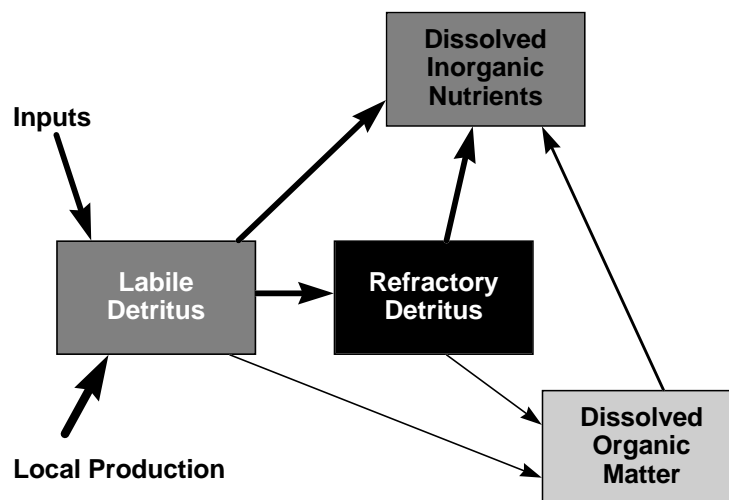 Dissolved
Inorganic
Nutrients
Inputs
Labile
Detritus
Refractory
Detritus
Dissolved
Organic
Matter
Local Production